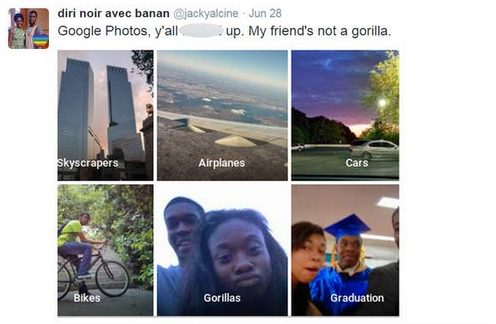 diri noir avec banan @jackyalcine · Jun 28
Google Photos, y'all up. My friend's not a gorilla.
Skyscrapers Airplanes Cars
Bikes Gorillas Graduation